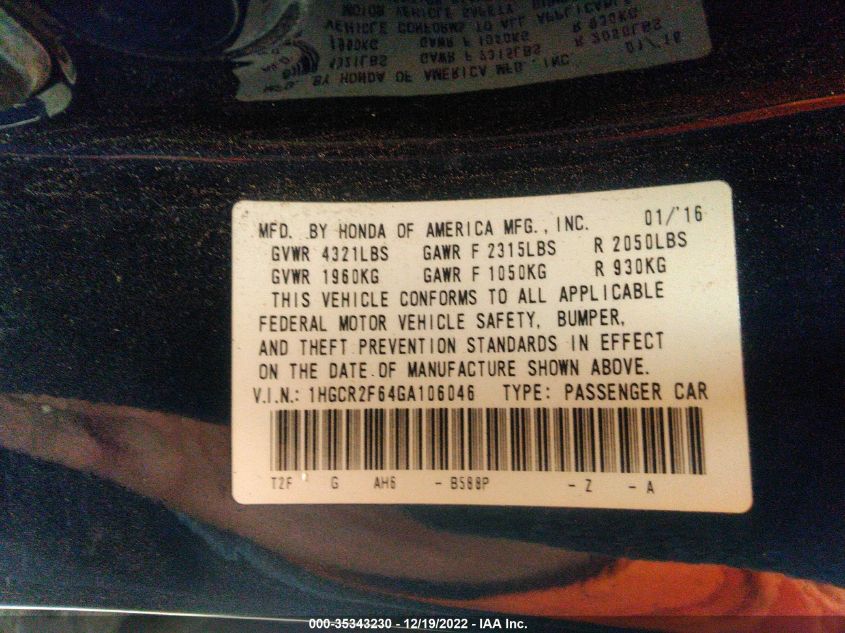 MFD. BY HONDA OF AMERICA MFG., INC. 01/'16
GVWR 4321LBS GAWR F 2315LBS R 2050LBS
GVWR 1960KG GAWR F 1050KG R 930KG
THIS VEHICLE CONFORMS TO ALL APPLICABLE
FEDERAL MOTOR VEHICLE SAFETY, BUMPER,
AND THEFT PREVENTION STANDARDS IN EFFECT
ON THE DATE OF MANUFACTURE SHOWN ABOVE.
V.I.N.: 1HGCR2F64GA106046 TYPE: PASSENGER CAR
T2F G AH6 - B588P - Z - A
000-35343230 - 12/19/2022 - IAA Inc.